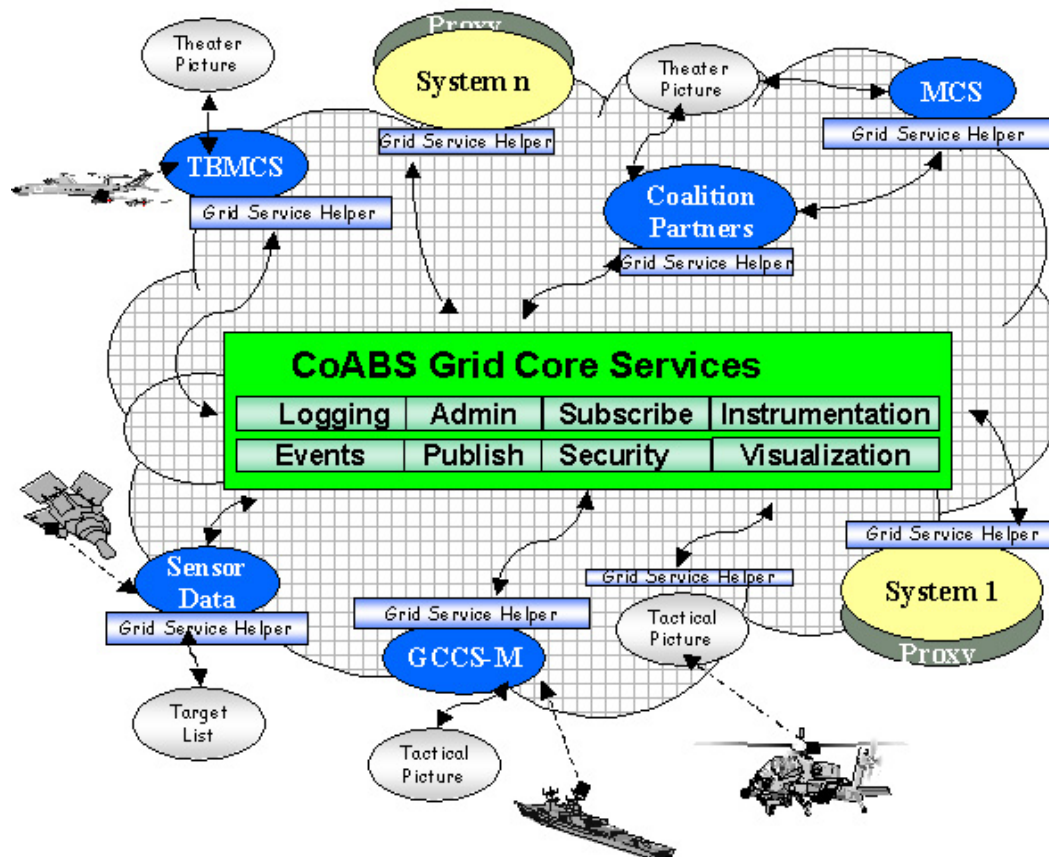 Proxy
Theater
Picture
System n
Theater
Picture
MCS
Grid Service Helper
Grid Service Helper
TBMCS
Grid Service Helper
Coalition
Partners
Grid Service Helper
CoABS Grid Core Services
Logging Admin Subscribe Instrumentation
Events Publish Security Visualization
Grid Service Helper
Sensor
Data
Grid Service Helper
Grid Service Helper
System 1
Proxy
Grid Service Helper
GCCS-M
Tactical
Picture
Target
List
Tactical
Picture